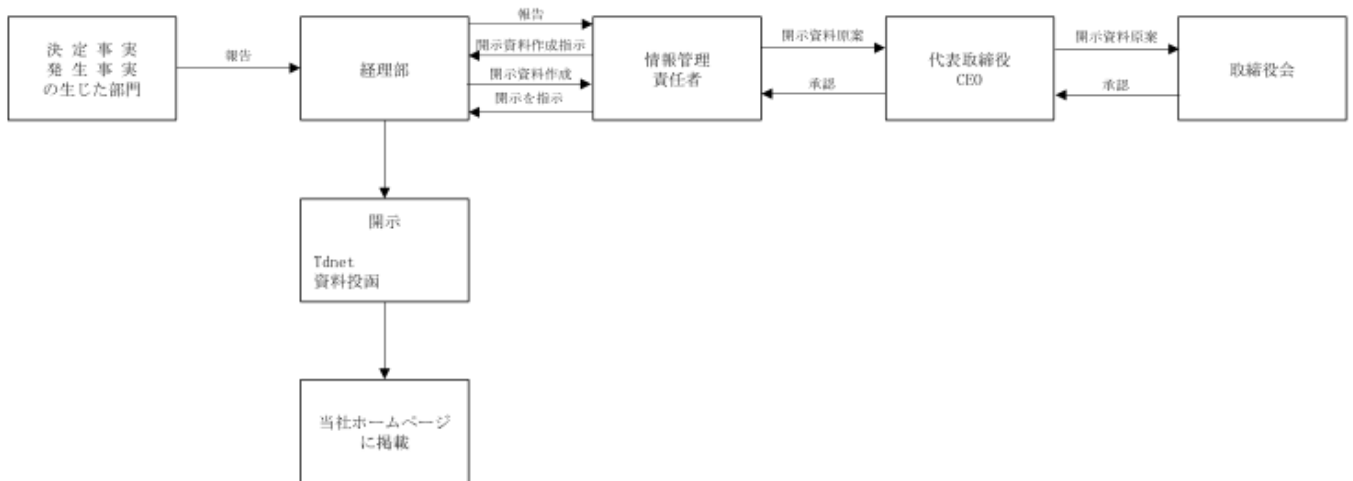 決 定 事 実
発 生 事 実
の生じた部門
報告
経理部
報告
開示資料作成指示
開示資料作成
開示を指示
情報管理
責任者
開示資料原案
承認
代表取締役
CEO
開示資料原案
承認
取締役会
開示
Tdnet
資料投函
当社ホームページ
に掲載